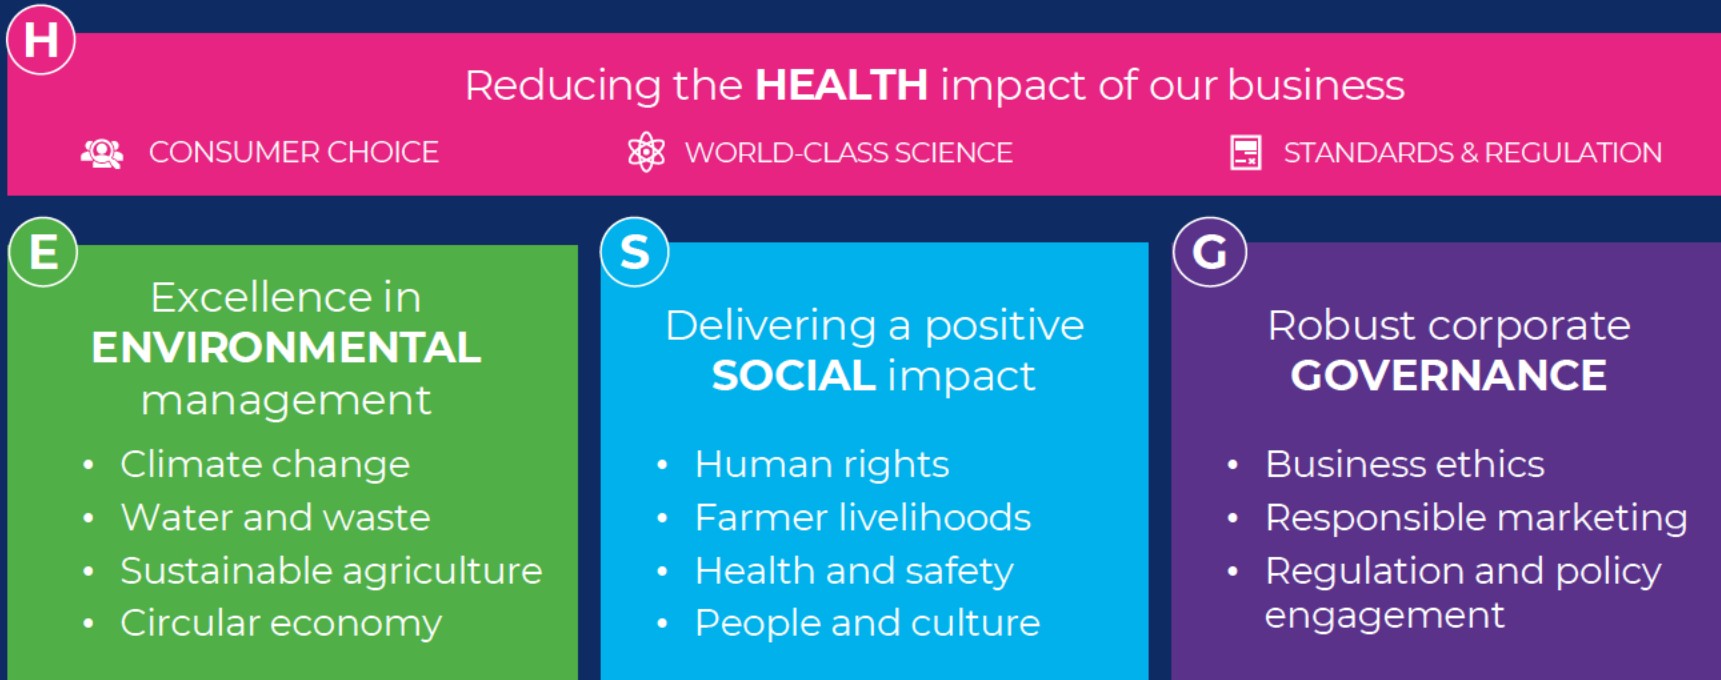 H
Reducing the HEALTH impact of our business
CONSUMER CHOICE
WORLD-CLASS SCIENCE
STANDARDS & REGULATION
E
Excellence in
ENVIRONMENTAL
management
• Climate change
• Water and waste
• Sustainable agriculture
• Circular economy
S
Delivering a positive
SOCIAL impact
• Human rights
• Farmer livelihoods
• Health and safety
• People and culture
G
Robust corporate
GOVERNANCE
• Business ethics
• Responsible marketing
• Regulation and policy
engagement